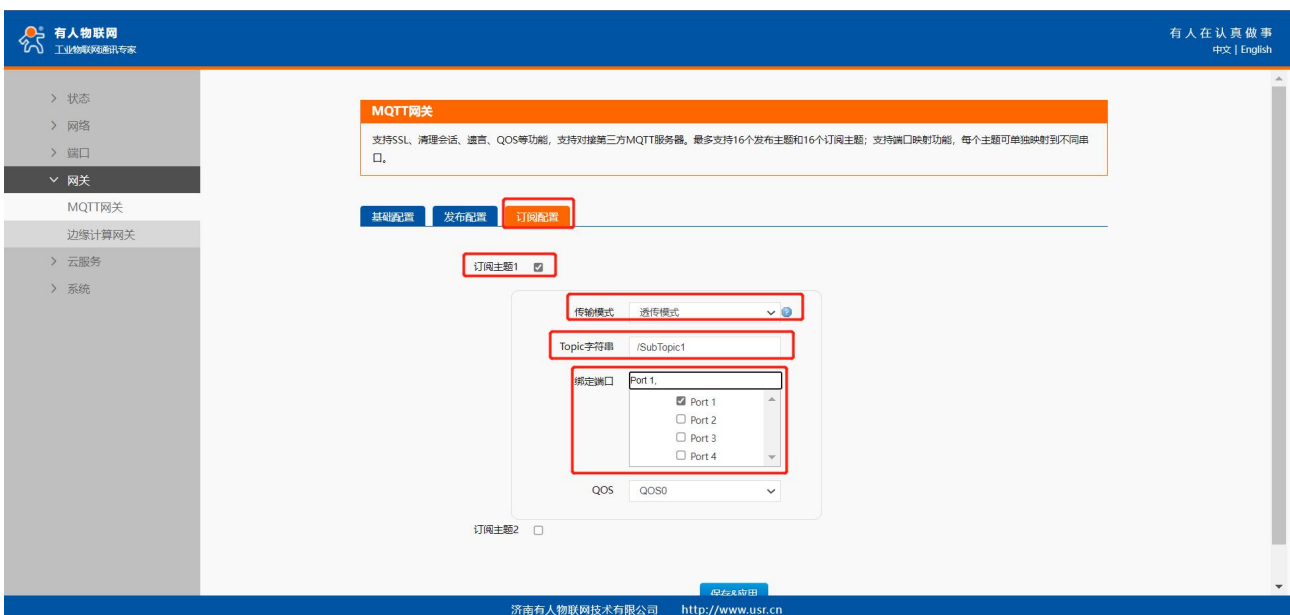 有人物联网
工业物联网通讯专家
有人在认真做事
中文 | English
状态
网络
端口
网关
MQTT网关
边缘计算网关
云服务
系统
MQTT网关
支持SSL、清理会话、遗言、QOS等功能，支持对接第三方MQTT服务器。最多支持16个发布主题和16个订阅主题；支持端口映射功能，每个主题可单独映射到不同串
口。
基础配置 发布配置 订阅配置
订阅主题1
传输模式 透传模式
Topic字符串 /SubTopic1
绑定端口 Port 1,
Port 1
Port 2
Port 3
Port 4
QOS QOS0
订阅主题2
保存&应用
济南有人物联网技术有限公司 http://www.usr.cn